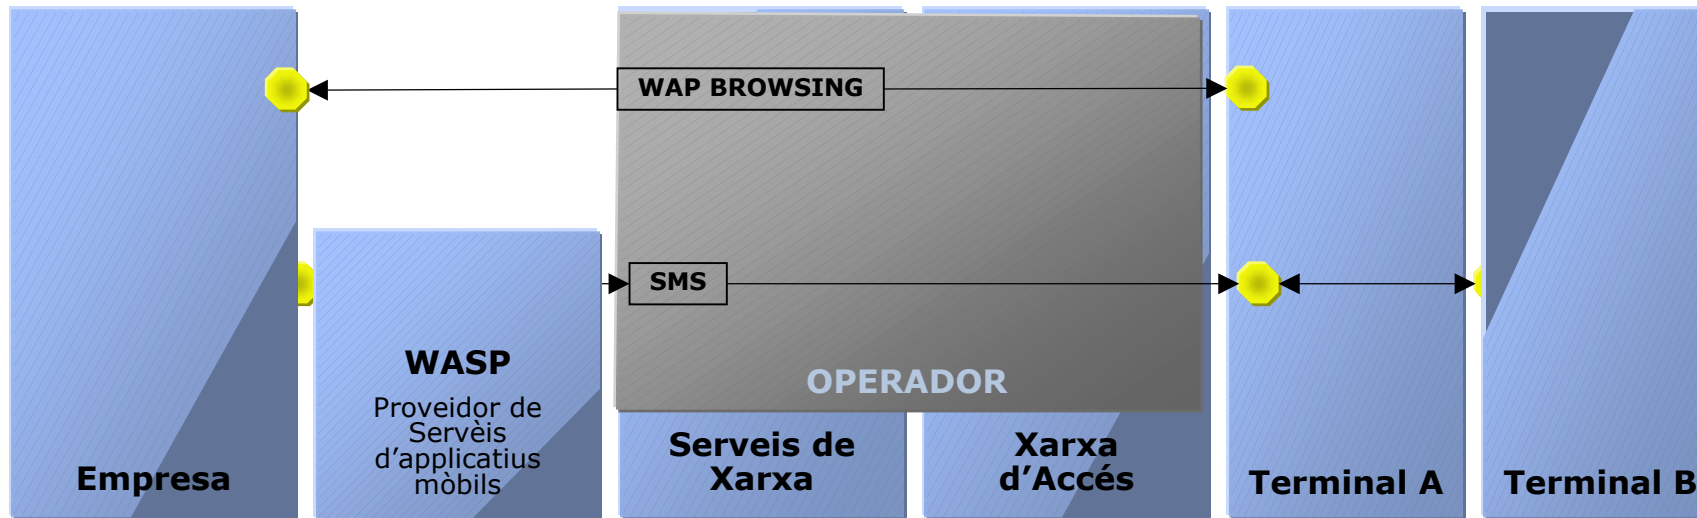 WAP BROWSING
SMS
OPERADOR
Empresa
WASP
Proveidor de
Servèis
d’applicatius
mòbils
Serveis de
Xarxa
Xarxa
d’Accés
Terminal A
Terminal B